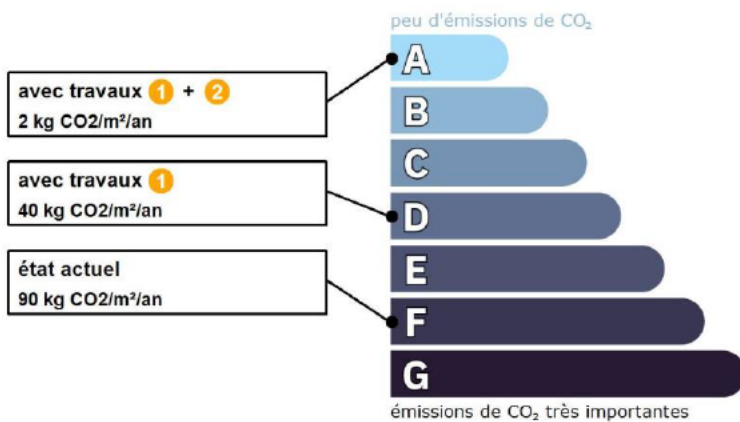 peu d'émissions de CO₂
A
avec travaux 1 + 2
2 kg CO2/m²/an
B
C
avec travaux 1
40 kg CO2/m²/an
D
E
état actuel
90 kg CO2/m²/an
F
G
émissions de CO₂ très importantes